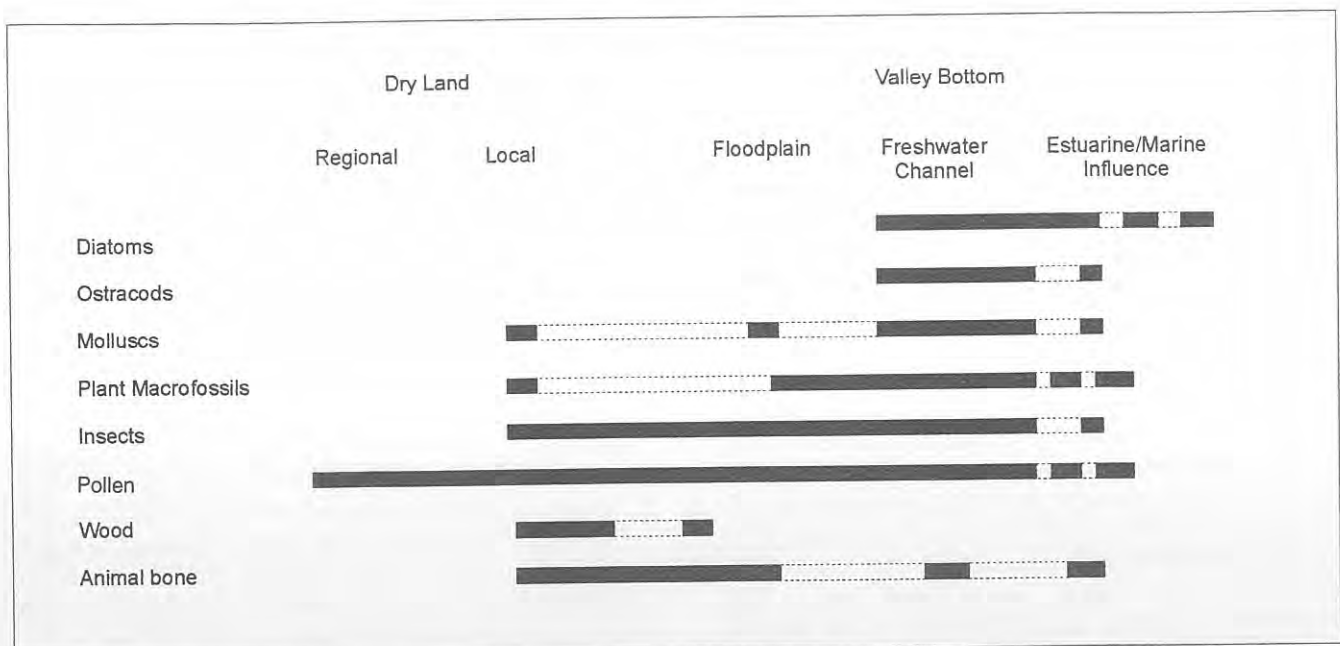 Dry Land
Valley Bottom
Regional
Local
Floodplain
Freshwater
Channel
Estuarine/Marine
Influence
Diatoms
Ostracods
Molluscs
Plant Macrofossils
Insects
Pollen
Wood
Animal bone